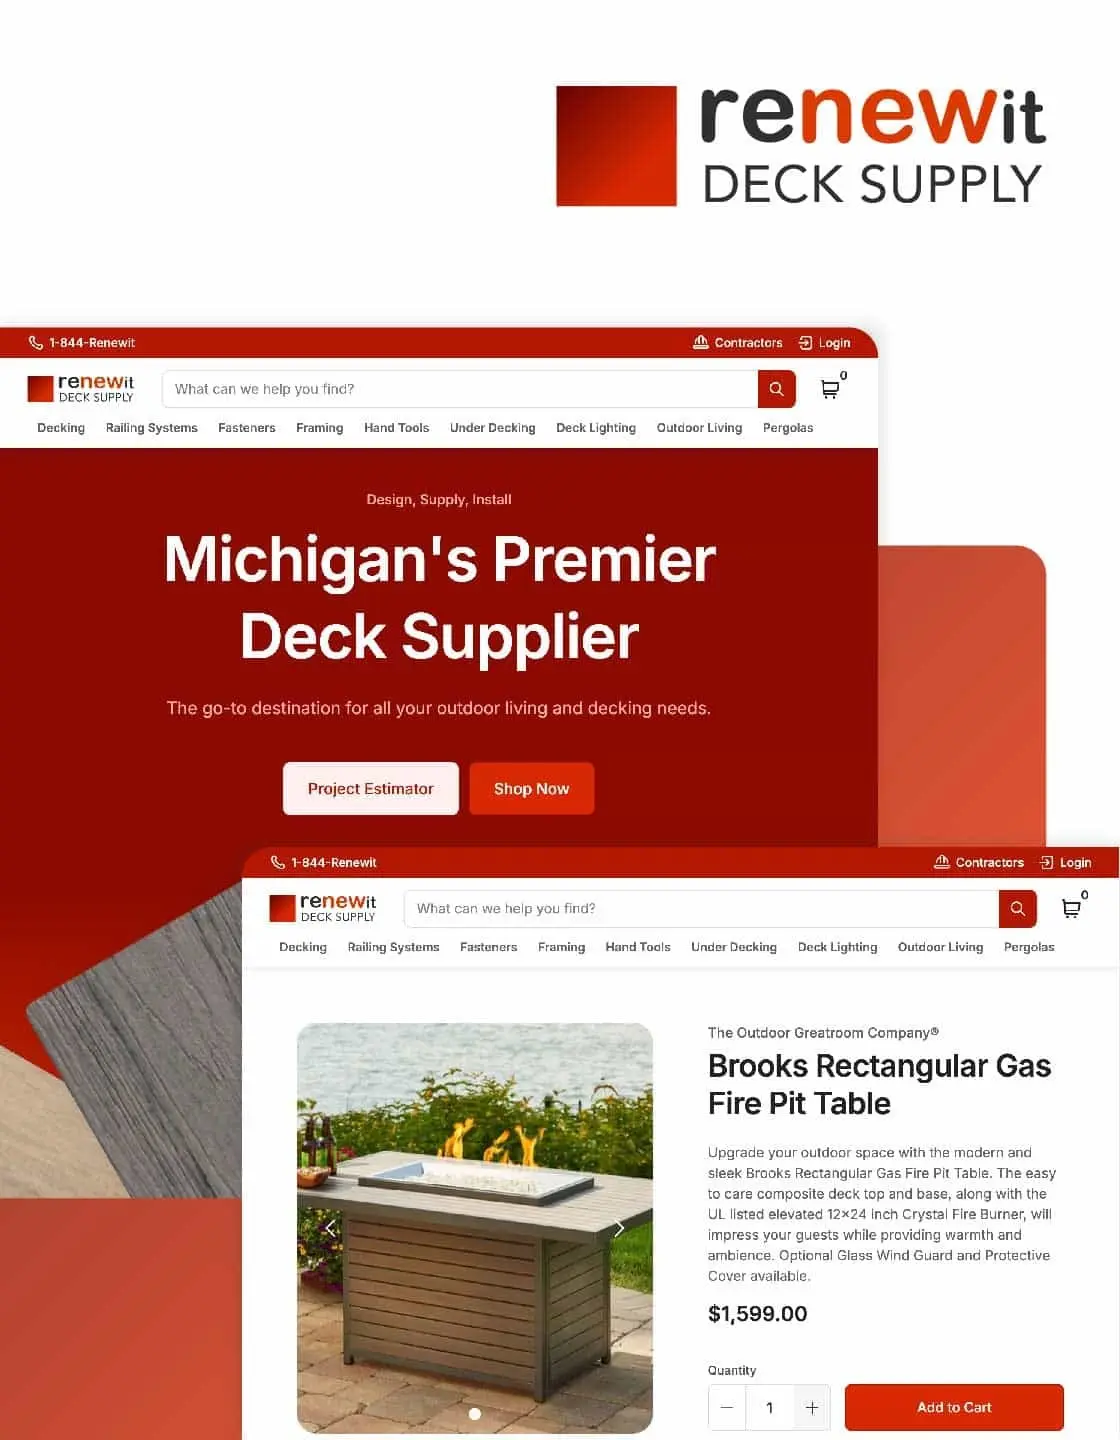 renewit
DECK SUPPLY
1-844-Renewit
Contractors
Login
renewit
DECK SUPPLY
What can we help you find?
0
Decking Railing Systems Fasteners Framing Hand Tools Under Decking Deck Lighting Outdoor Living Pergolas
Design, Supply, Install
Michigan's Premier
Deck Supplier
The go-to destination for all your outdoor living and decking needs.
Project Estimator
Shop Now
1-844-Renewit
Contractors
Login
renewit
DECK SUPPLY
What can we help you find?
0
Decking Railing Systems Fasteners Framing Hand Tools Under Decking Deck Lighting Outdoor Living Pergolas
The Outdoor Greatroom Company®
Brooks Rectangular Gas
Fire Pit Table
Upgrade your outdoor space with the modern and
sleek Brooks Rectangular Gas Fire Pit Table. The easy
to care composite deck top and base, along with the
UL listed elevated 12×24 inch Crystal Fire Burner, will
impress your guests while providing warmth and
ambience. Optional Glass Wind Guard and Protective
Cover available.
$1,599.00
Quantity
1
Add to Cart